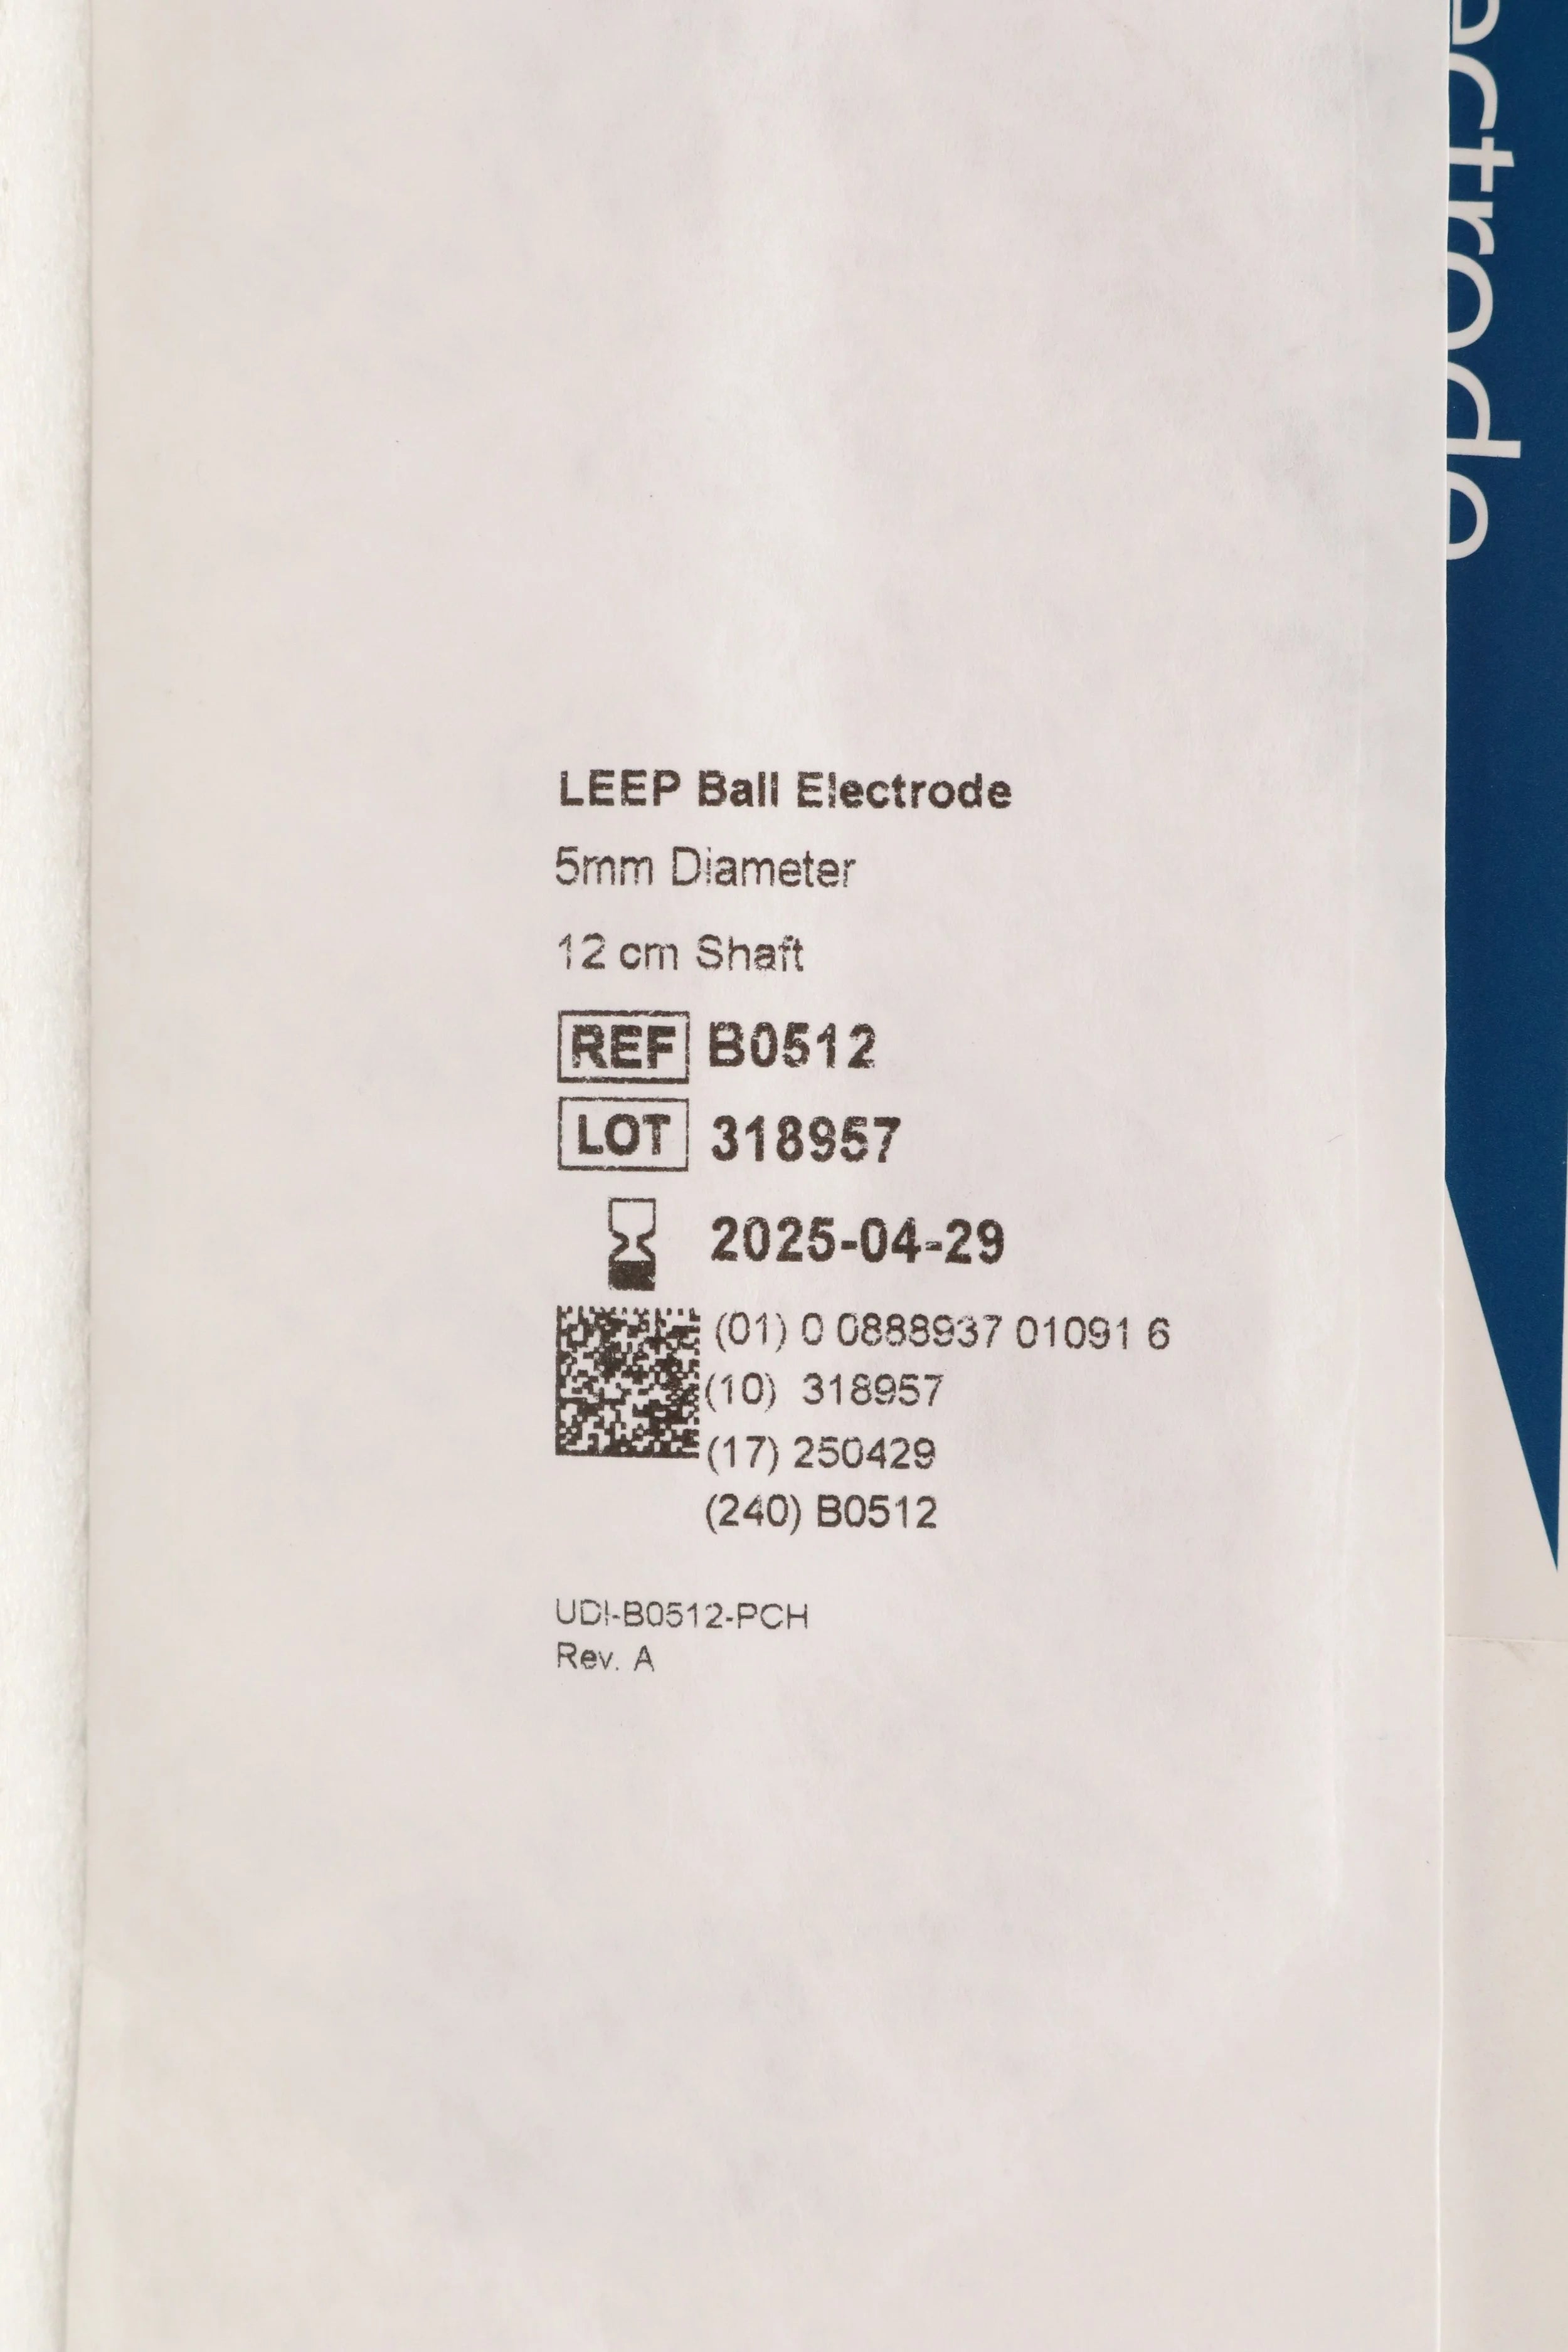 LEEP Ball Electrode
5mm Diameter
12 cm Shaft
REF B0512
LOT 318957
2025-04-29
(01) 0 0888937 01091 6
(10) 318957
(17) 250429
(240) B0512
UDI-B0512-PCH
Rev. A
ectrode